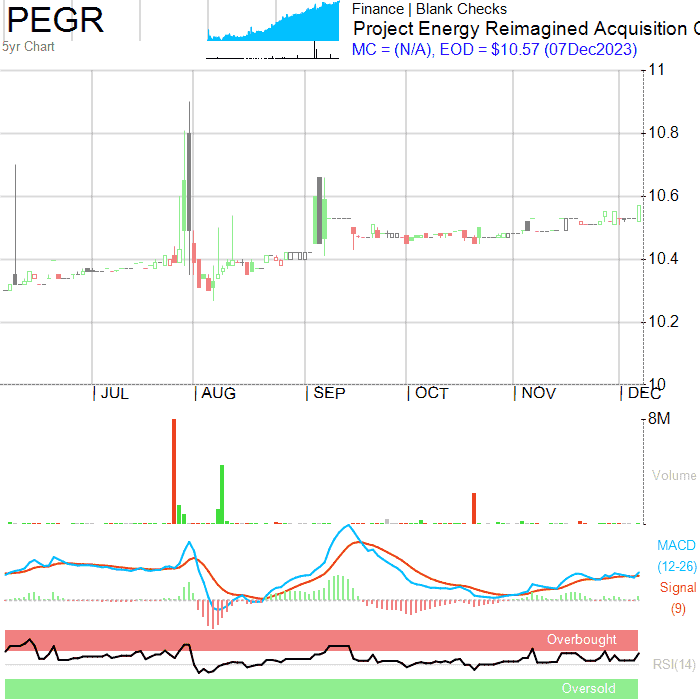 PEGR
5yr Chart
Finance | Blank Checks
Project Energy Reimagined Acquisition C
MC = (N/A), EOD = $10.57 (07Dec2023)
11
10.8
10.6
10.4
10.2
10
JUL AUG SEP OCT NOV DEC
8M
Volume
MACD
(12-26)
Signal
(9)
Overbought
RSI(14)
Oversold